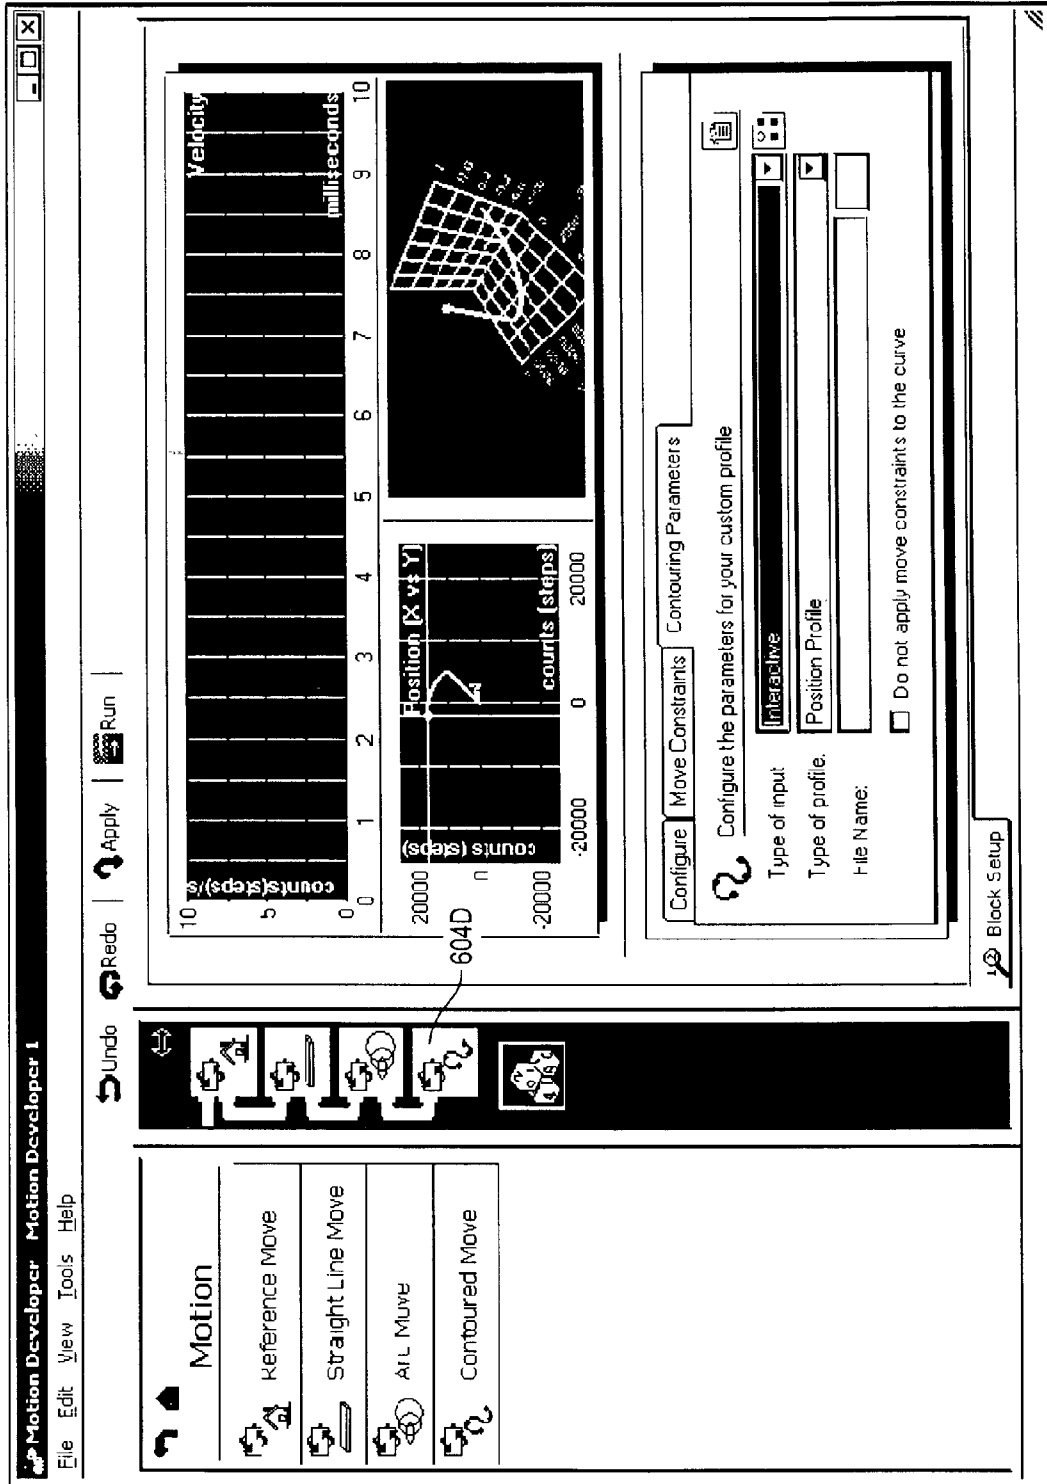 Motion Developer Motion Developer 1
File Edit View Tools Help
Undo Redo Apply Run
Motion
Reference Move
Straight Line Move
Arc Move
Contoured Move
604D
Velocity
milliseconds
counts(steps)/s
10
5
0
0 1 2 3 4 5 6 7 8 9 10
Position (X vs Y)
counts (steps)
counts (steps)
20000
-20000
-20000 0 20000
Configure Move Constraints Contouring Parameters
Configure the parameters for your custom profile
Type of input
Interactive
Type of profile.
Position Profile
File Name:
Do not apply move constraints to the curve
Block Setup